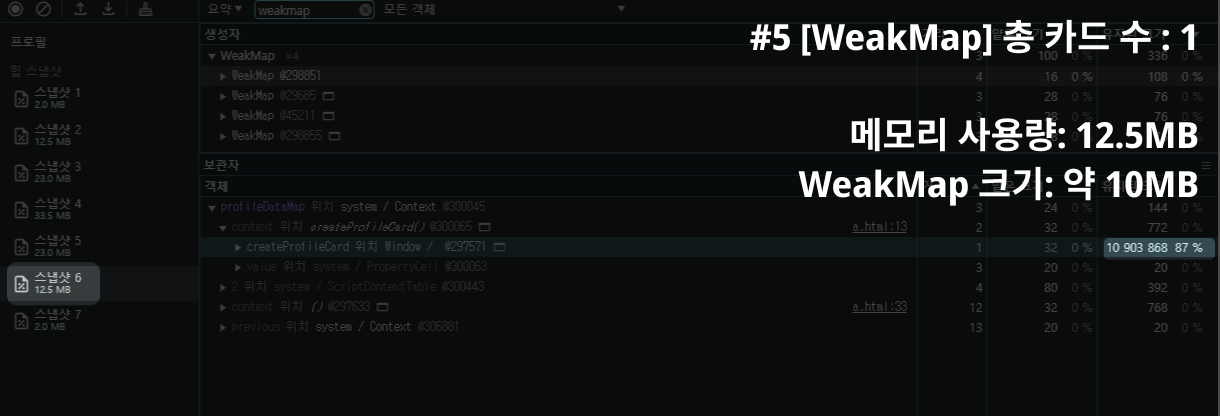 요약 weakmap 모든 객체
프로필
힙 스냅샷
스냅샷 1
2.0 MB
스냅샷 2
12.5 MB
스냅샷 3
23.0 MB
스냅샷 4
33.5 MB
스냅샷 5
23.0 MB
스냅샷 6
12.5 MB
스냅샷 7
2.0 MB
#5 [WeakMap] 총 카드 수 : 1
메모리 사용량: 12.5MB
WeakMap 크기: 약 10MB
생성자
WeakMap ×4 3 100 0 % 336 0 %
WeakMap @298851 4 16 0 % 108 0 %
WeakMap @29685 3 28 0 % 76 0 %
WeakMap @45211 3 0 % 0 %
WeakMap @298855
보관자
객체
profileDataMap 위치 system / Context @300045 3 24 0 % 144 0 %
context 위치 createProfileCard() @300065 a.html:13 2 32 0 % 772 0 %
createProfileCard 위치 Window / @297571 1 32 0 % 10 903 868 87 %
value 위치 system / PropertyCell @300063 3 20 0 % 20 0 %
2 위치 system / ScriptContextTable @300443 4 80 0 % 392 0 %
context 위치 () @297633 a.html:33 12 32 0 % 768 0 %
previous 위치 system / Context @306881 13 20 0 % 20 0 %